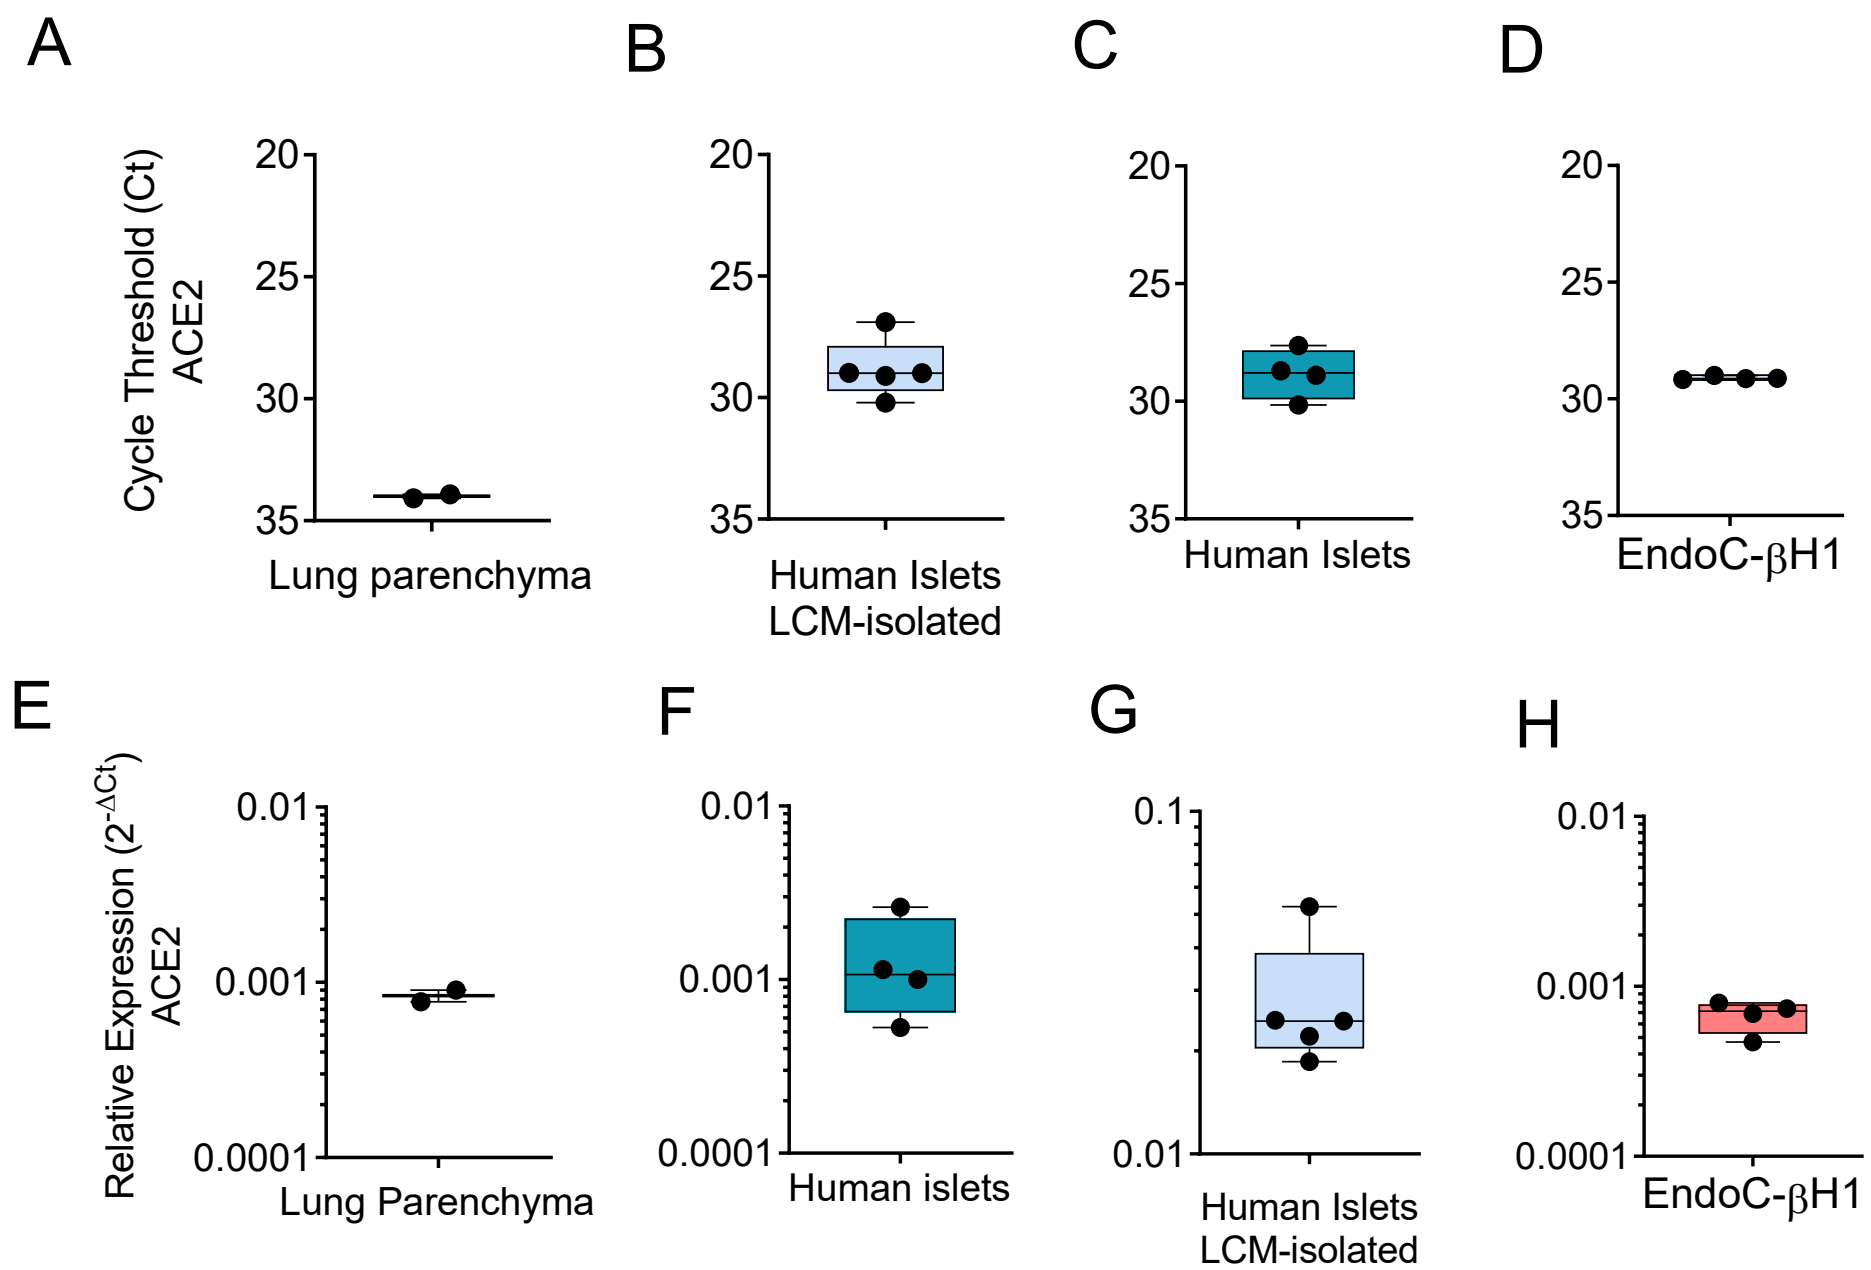 A
B
C
D
Cycle Threshold (Ct)
ACE2
20
25
30
35
Lung parenchyma
20
25
30
35
Human Islets
LCM-isolated
20
25
30
35
Human Islets
20
25
30
35
EndoC-βH1
E
F
G
H
Relative Expression (2^-ΔCt)
ACE2
0.01
0.001
0.0001
Lung Parenchyma
0.01
0.001
0.0001
Human islets
0.1
0.01
Human Islets
LCM-isolated
0.01
0.001
0.0001
EndoC-βH1